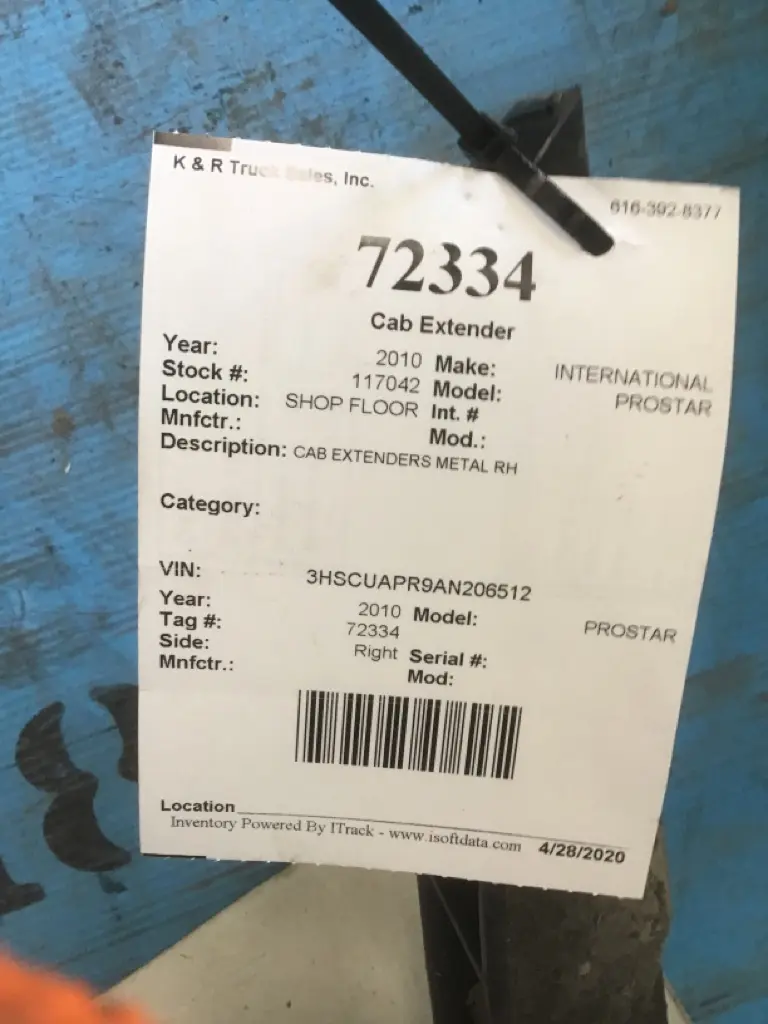 K & R Truck Sales, Inc.
616-392-8377
72334
Cab Extender
Year: 2010 Make: INTERNATIONAL
Stock #: 117042 Model: PROSTAR
Location: SHOP FLOOR Int. #
Mnfctr.: Mod.:
Description: CAB EXTENDERS METAL RH
Category:
VIN: 3HSCUAPR9AN206512
Year: 2010 Model: PROSTAR
Tag #: 72334
Side: Right Serial #:
Mnfctr.: Mod:
Location
Inventory Powered By ITrack - www.isoftdata.com 4/28/2020